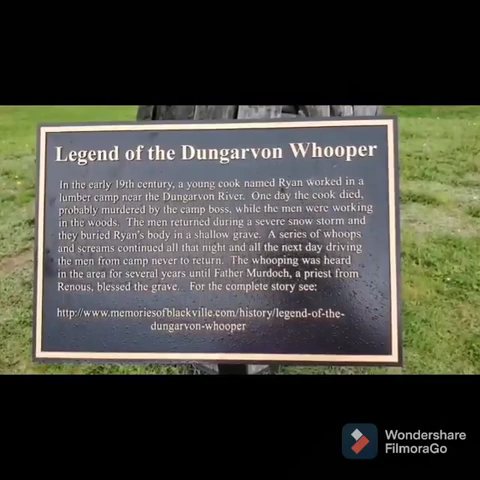 Legend of the Dungarvon Whooper
In the early 19th century, a young cook named Ryan worked in a
lumber camp near the Dungarvon River. One day the cook died,
probably murdered by the camp boss, while the men were working
in the woods. The men returned during a severe snow storm and
they buried Ryan's body in a shallow grave. A series of whoops
and screams continued all that night and all the next day driving
the men from camp never to return. The whooping was heard
in the area for several years until Father Murdoch, a priest from
Renous, blessed the grave. For the complete story see:
http://www.memoriesofblackville.com/history/legend-of-the-
dungarvon-whooper
Wondershare
FilmoraGo